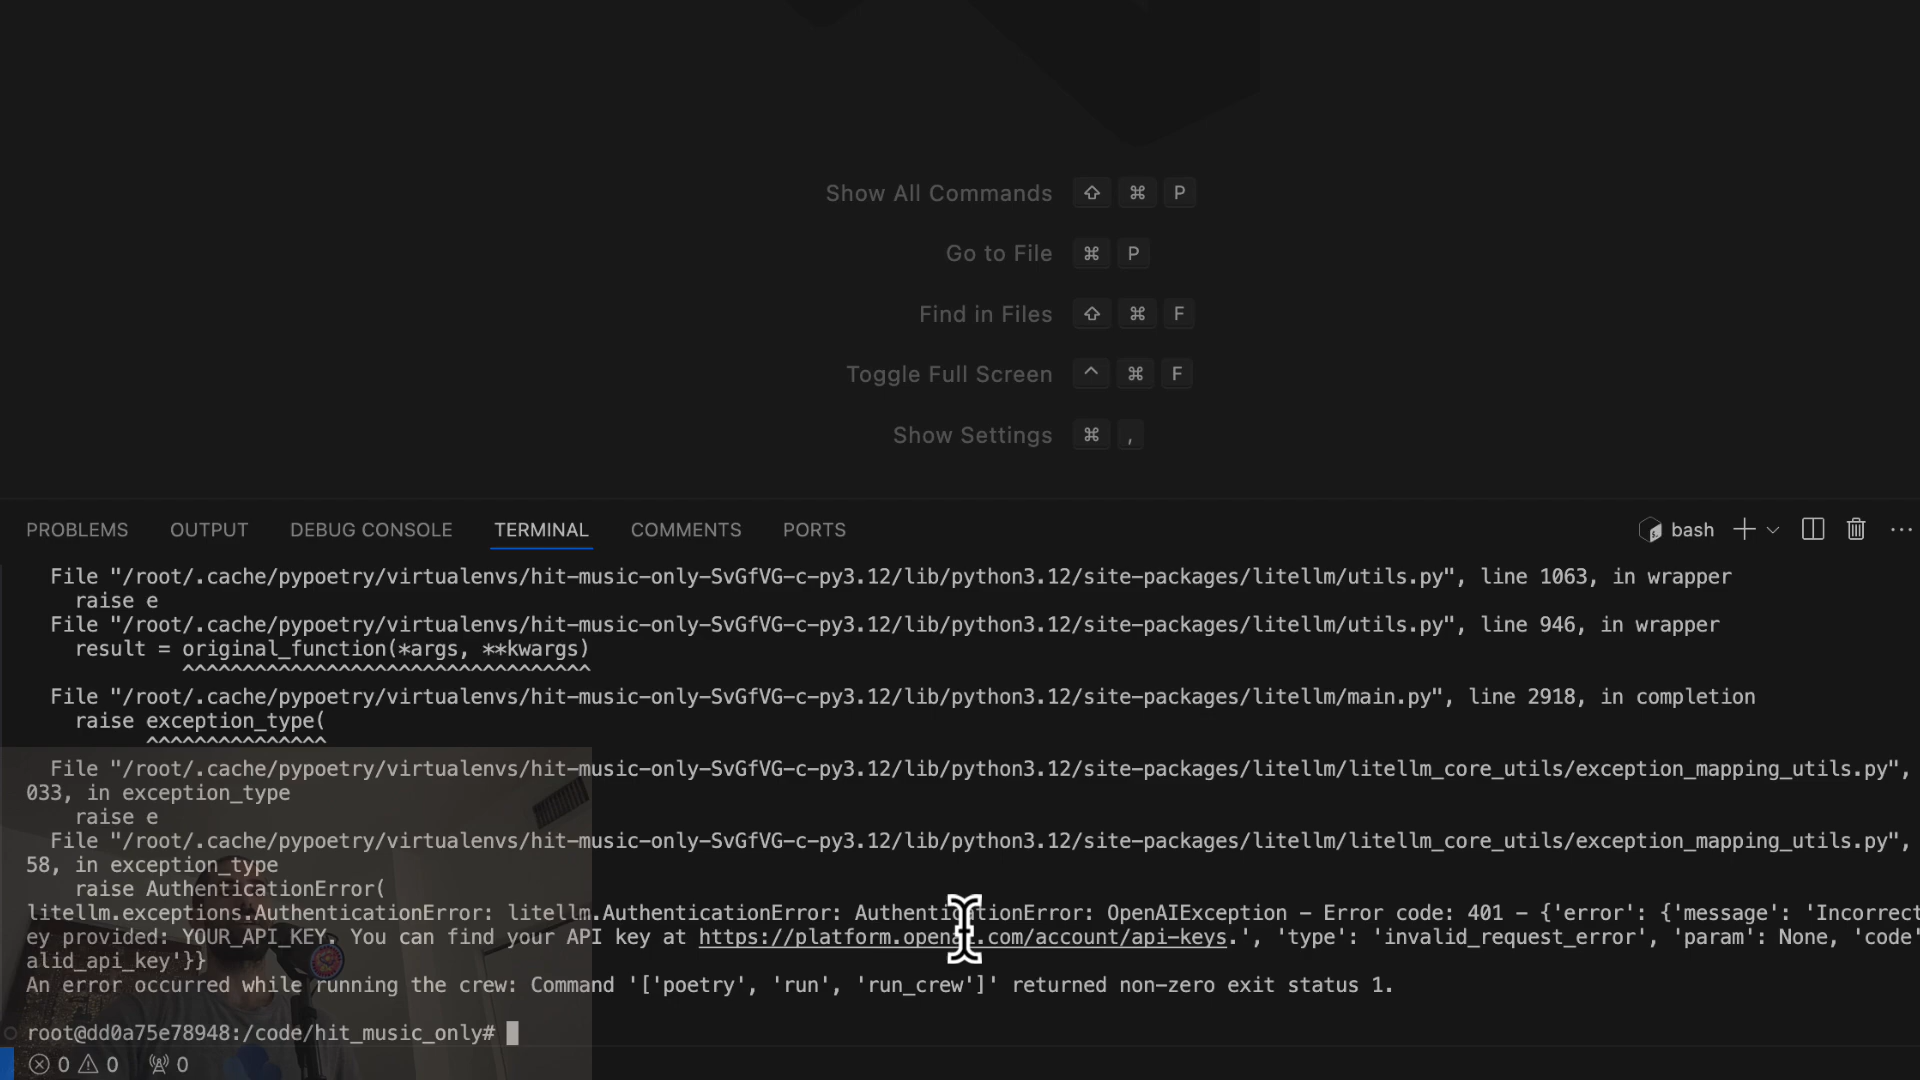 Show All Commands ⇧ ⌘ P
Go to File ⌘ P
Find in Files ⇧ ⌘ F
Toggle Full Screen ^ ⌘ F
Show Settings ⌘ ,
PROBLEMS OUTPUT DEBUG CONSOLE TERMINAL COMMENTS PORTS bash
File "/root/.cache/pypoetry/virtualenvs/hit-music-only-SvGfVG-c-py3.12/lib/python3.12/site-packages/litellm/utils.py", line 1063, in wrapper
raise e
File "/root/.cache/pypoetry/virtualenvs/hit-music-only-SvGfVG-c-py3.12/lib/python3.12/site-packages/litellm/utils.py", line 946, in wrapper
result = original_function(*args, **kwargs)
^^^^^^^^^^^^^^^^^^^^^^^^^^^^^^^^^^
File "/root/.cache/pypoetry/virtualenvs/hit-music-only-SvGfVG-c-py3.12/lib/python3.12/site-packages/litellm/main.py", line 2918, in completion
raise exception_type(
^^^^^^^^^^^^^^^
File "/root/.cache/pypoetry/virtualenvs/hit-music-only-SvGfVG-c-py3.12/lib/python3.12/site-packages/litellm/litellm_core_utils/exception_mapping_utils.py",
033, in exception_type
raise e
File "/root/.cache/pypoetry/virtualenvs/hit-music-only-SvGfVG-c-py3.12/lib/python3.12/site-packages/litellm/litellm_core_utils/exception_mapping_utils.py",
58, in exception_type
raise AuthenticationError(
litellm.exceptions.AuthenticationError: litellm.AuthenticationError: AuthenticationError: OpenAIException - Error code: 401 - {'error': {'message': 'Incorrect
ey provided: YOUR_API_KEY. You can find your API key at https://platform.openai.com/account/api-keys.', 'type': 'invalid_request_error', 'param': None, 'code'
alid_api_key'}}
An error occurred while running the crew: Command '['poetry', 'run', 'run_crew']' returned non-zero exit status 1.
root@dd0a75e78948:/code/hit_music_only#
0 0 0